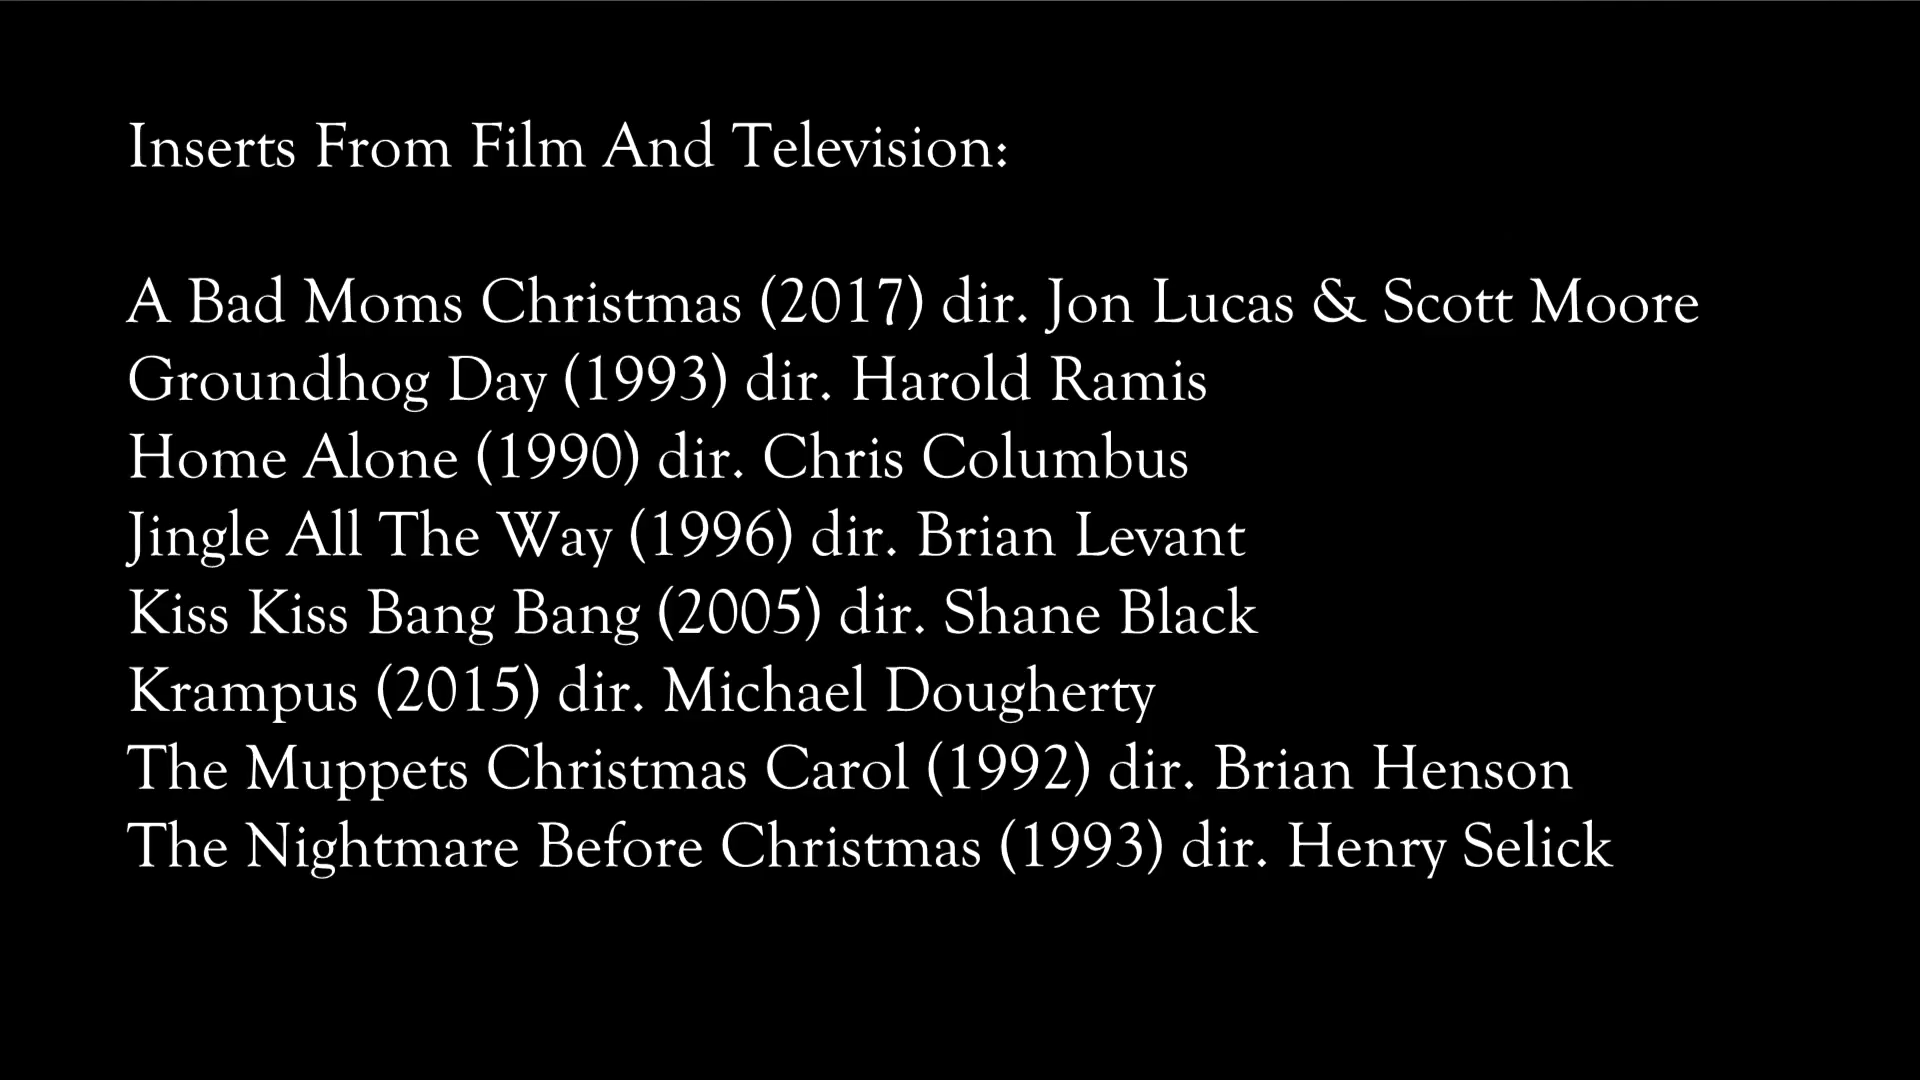 Inserts From Film And Television:
A Bad Moms Christmas (2017) dir. Jon Lucas & Scott Moore
Groundhog Day (1993) dir. Harold Ramis
Home Alone (1990) dir. Chris Columbus
Jingle All The Way (1996) dir. Brian Levant
Kiss Kiss Bang Bang (2005) dir. Shane Black
Krampus (2015) dir. Michael Dougherty
The Muppets Christmas Carol (1992) dir. Brian Henson
The Nightmare Before Christmas (1993) dir. Henry Selick